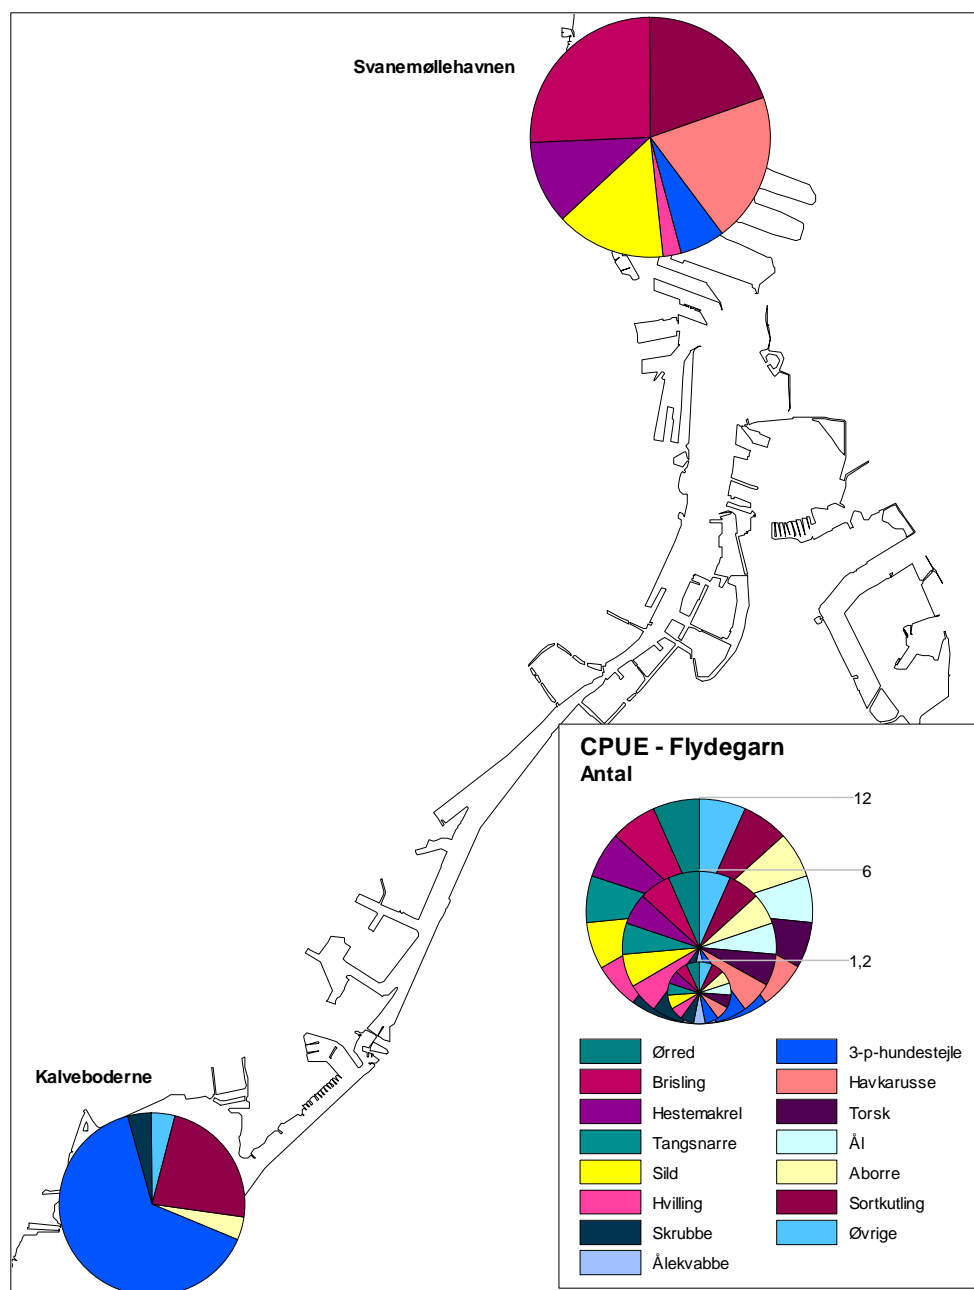 Svanemøllehavnen
CPUE - Flydegarn
Antal
12
6
1,2
Kalveboderne
Ørred
Brisling
Hestemakrel
Tangsnarre
Sild
Hvilling
Skrubbe
Ålekvabbe
3-p-hundestejle
Havkarusse
Torsk
Ål
Aborre
Sortkutling
Øvrige